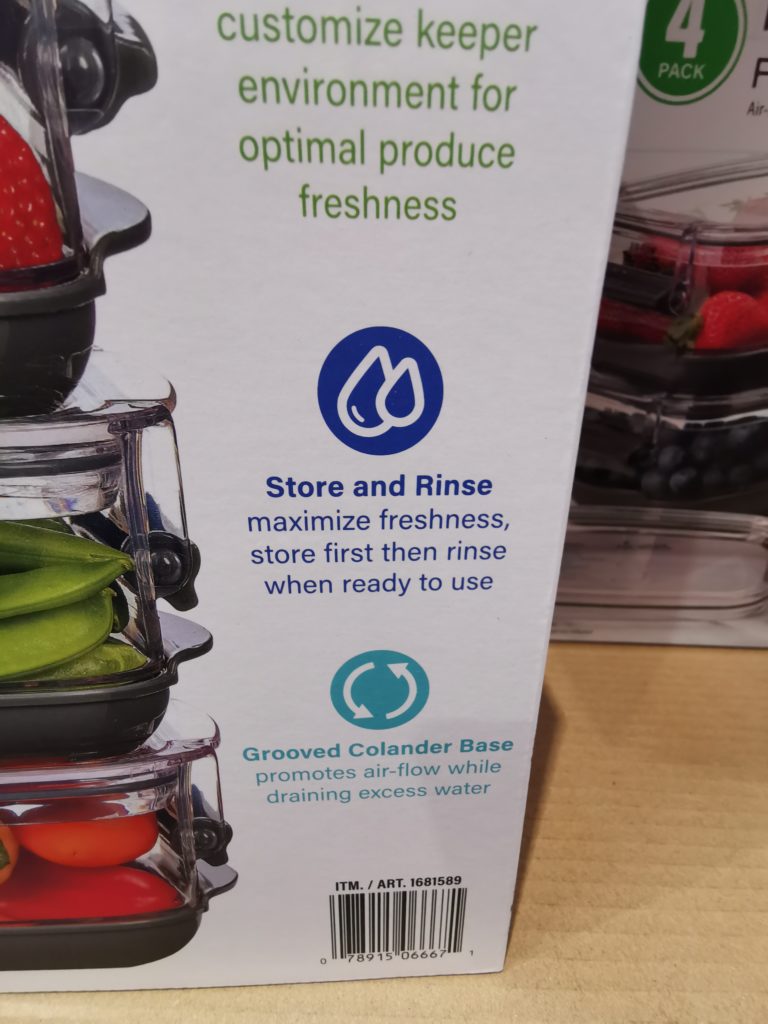 customize keeper
environment for
optimal produce
freshness
Store and Rinse
maximize freshness,
store first then rinse
when ready to use
Grooved Colander Base
promotes air-flow while
draining excess water
ITM. / ART. 1681589
0 78915 06667 1
4
PACK